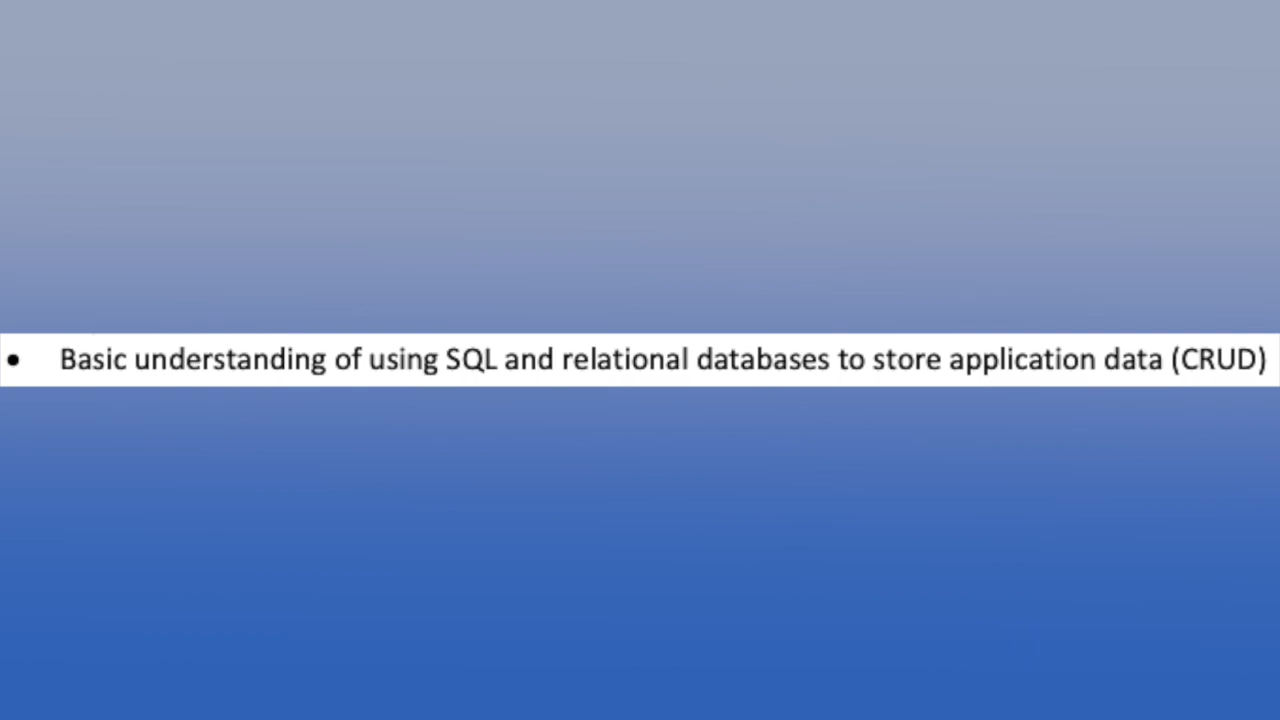 • Basic understanding of using SQL and relational databases to store application data (CRUD)